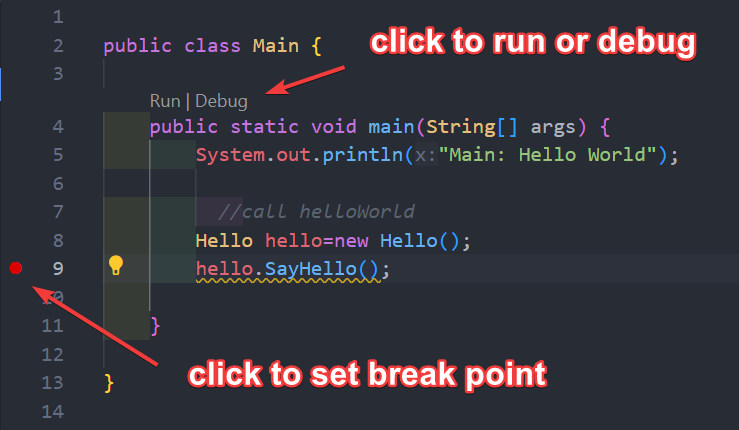 1
2 public class Main {
click to run or debug
3
Run | Debug
4 public static void main(String[] args) {
5 System.out.println(x:"Main: Hello World");
6
7 //call helloWorld
8 Hello hello=new Hello();
9 hello.SayHello();
10
11 }
12
click to set break point
13 }
14